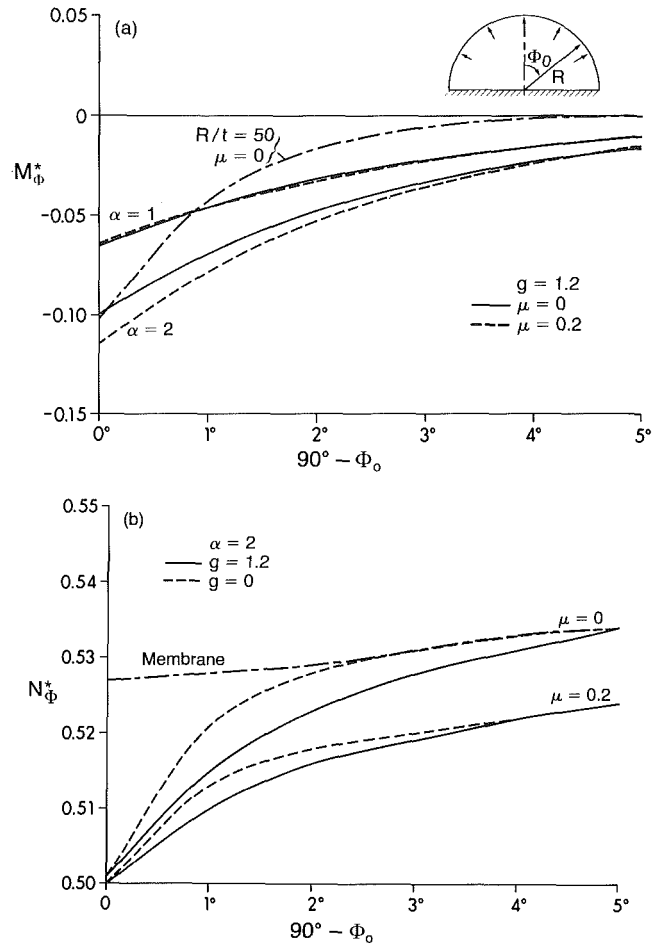 0.05
(a)
Φ₀
R
0
R/t = 50
μ = 0
M*Φ
α = 1
−0.05
g = 1.2
μ = 0
μ = 0.2
−0.10
α = 2
−0.15
0° 1° 2° 3° 4° 5°
90° − Φo
0.55
(b)
α = 2
g = 1.2
g = 0
0.54
μ = 0
0.53
Membrane
μ = 0.2
N*Φ
0.52
0.51
0.50
0 1° 2° 3° 4° 5°
90° − Φo